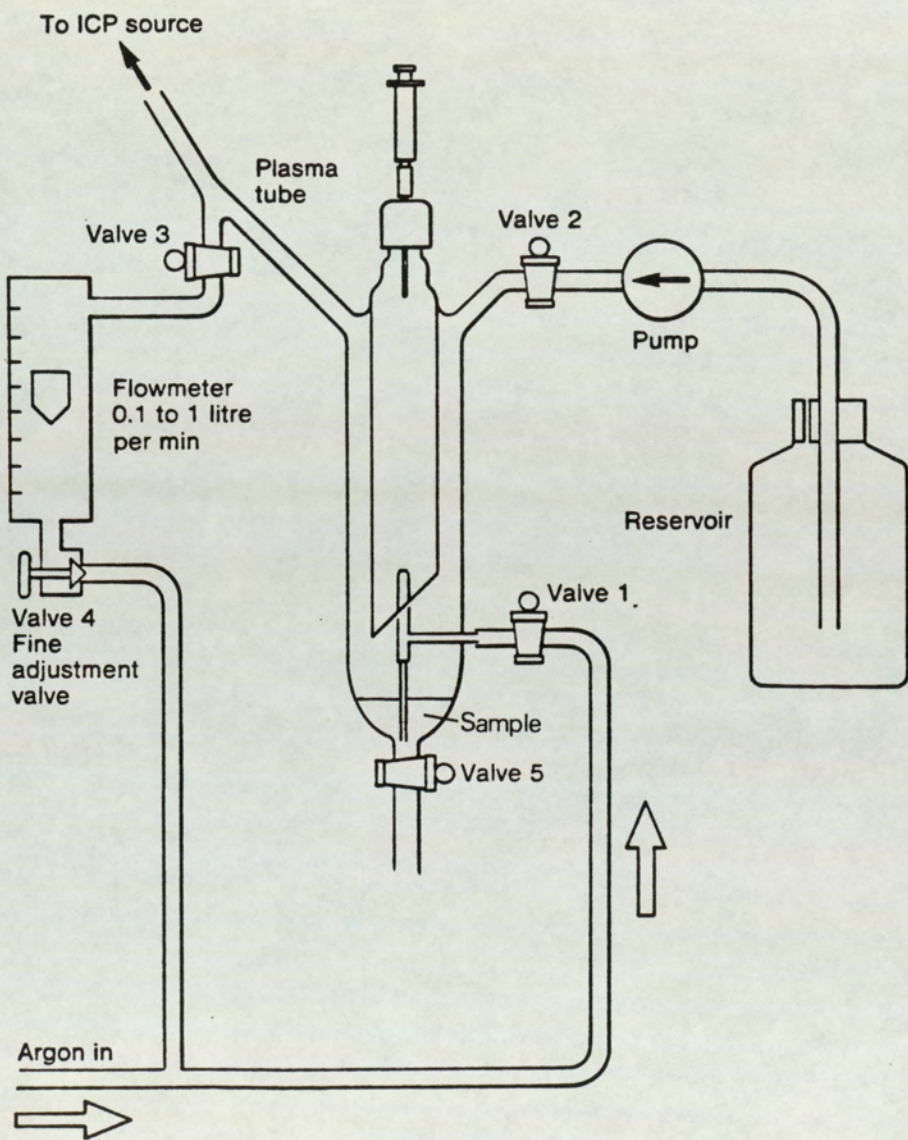 To ICP source
Plasma
tube
Valve 3
Valve 2
Pump
Flowmeter
0.1 to 1 litre
per min
Reservoir
Valve 1
Valve 4
Fine
adjustment
valve
Sample
Valve 5
Argon in